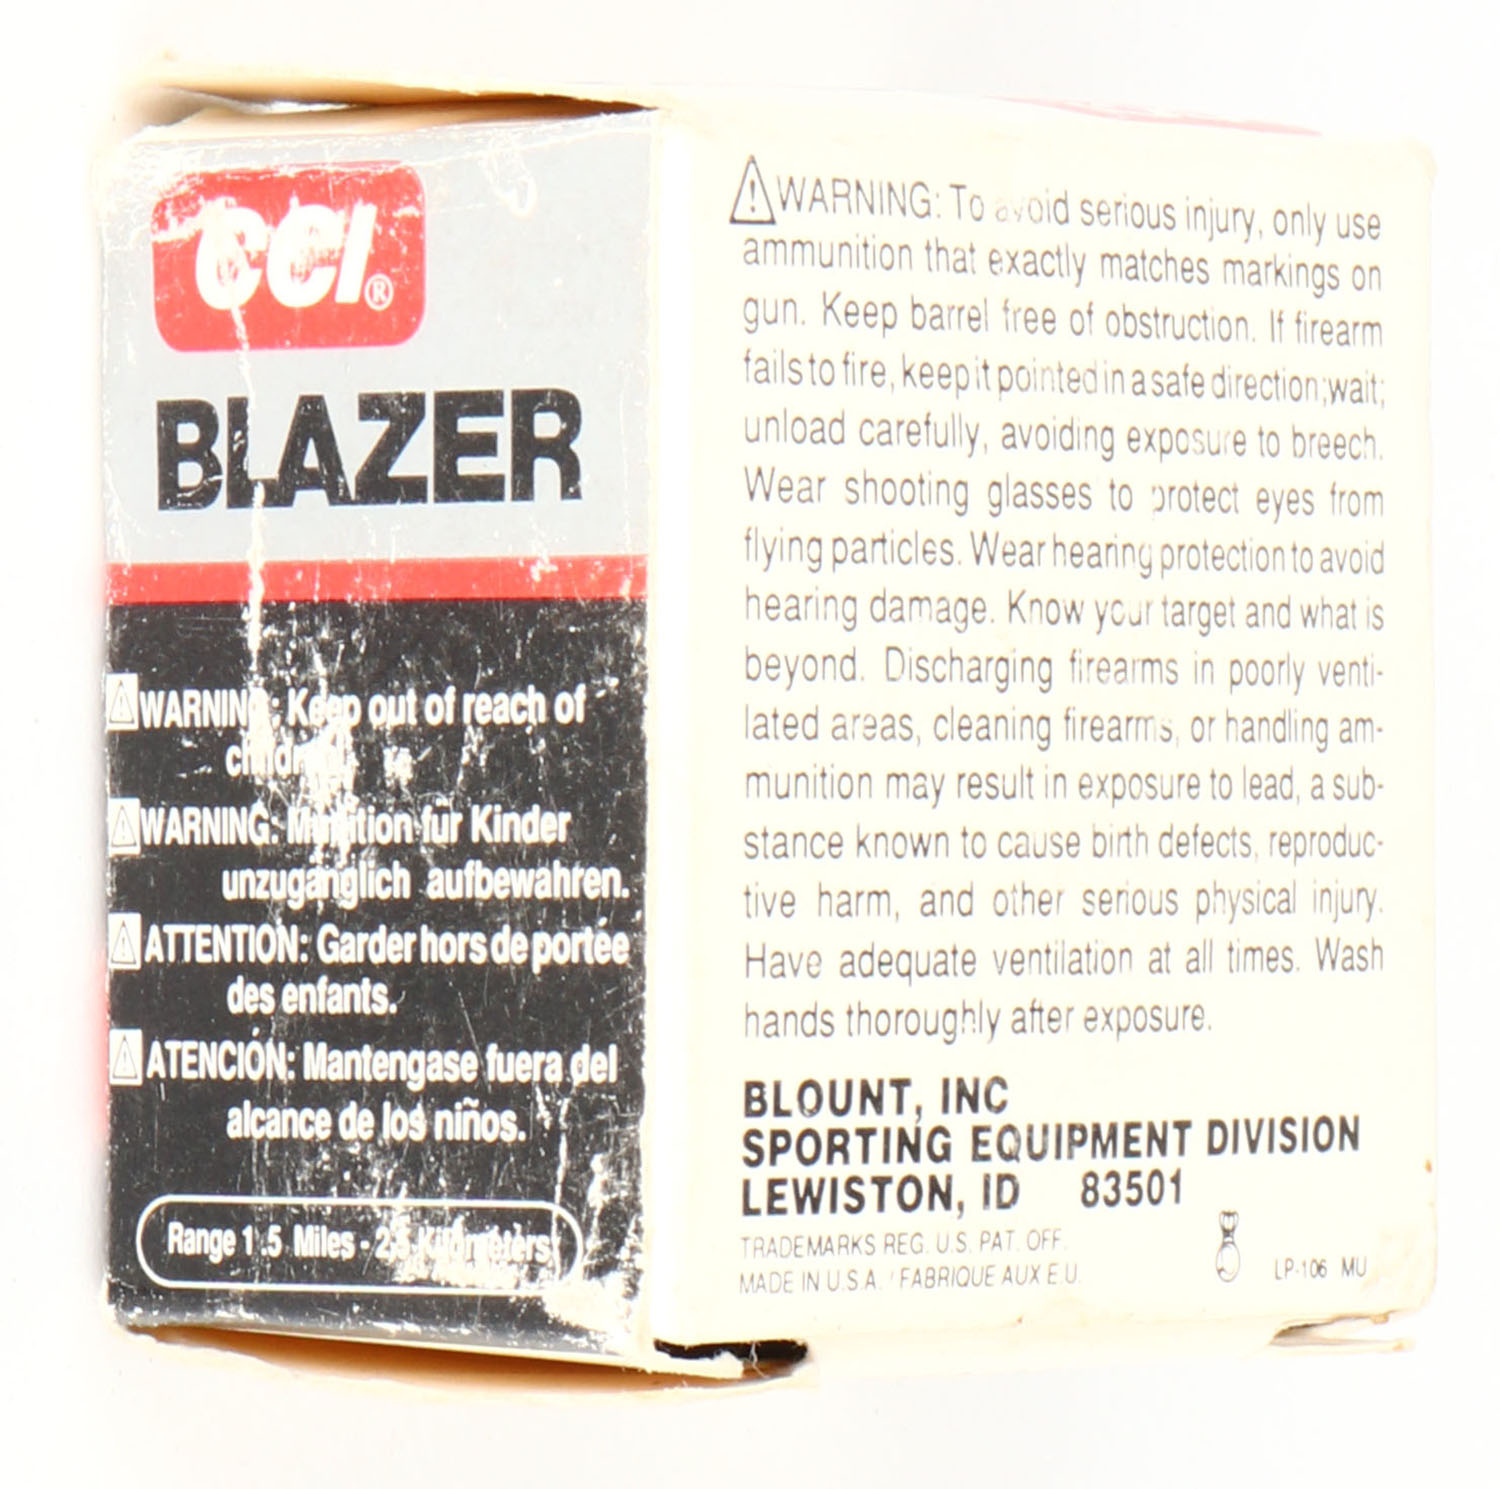 CCI®
BLAZER
WARNING: Keep out of reach of
children.
WARNING: Munition für Kinder
unzugänglich aufbewahren.
ATTENTION: Garder hors de portée
des enfants.
ATENCIÓN: Mantengase fuera del
alcance de los niños.
Range 1.5 Miles - 2,5 Kilometers
WARNING: To avoid serious injury, only use
ammunition that exactly matches markings on
gun. Keep barrel free of obstruction. If firearm
fails to fire, keep it pointed in a safe direction; wait;
unload carefully, avoiding exposure to breech.
Wear shooting glasses to protect eyes from
flying particles. Wear hearing protection to avoid
hearing damage. Know your target and what is
beyond. Discharging firearms in poorly venti-
lated areas, cleaning firearms, or handling am-
munition may result in exposure to lead, a sub-
stance known to cause birth defects, reproduc-
tive harm, and other serious physical injury.
Have adequate ventilation at all times. Wash
hands thoroughly after exposure.
BLOUNT, INC
SPORTING EQUIPMENT DIVISION
LEWISTON, ID 83501
TRADEMARKS REG. U.S. PAT. OFF.
MADE IN U.S.A. / FABRIQUE AUX E.U.
LP-106 MU